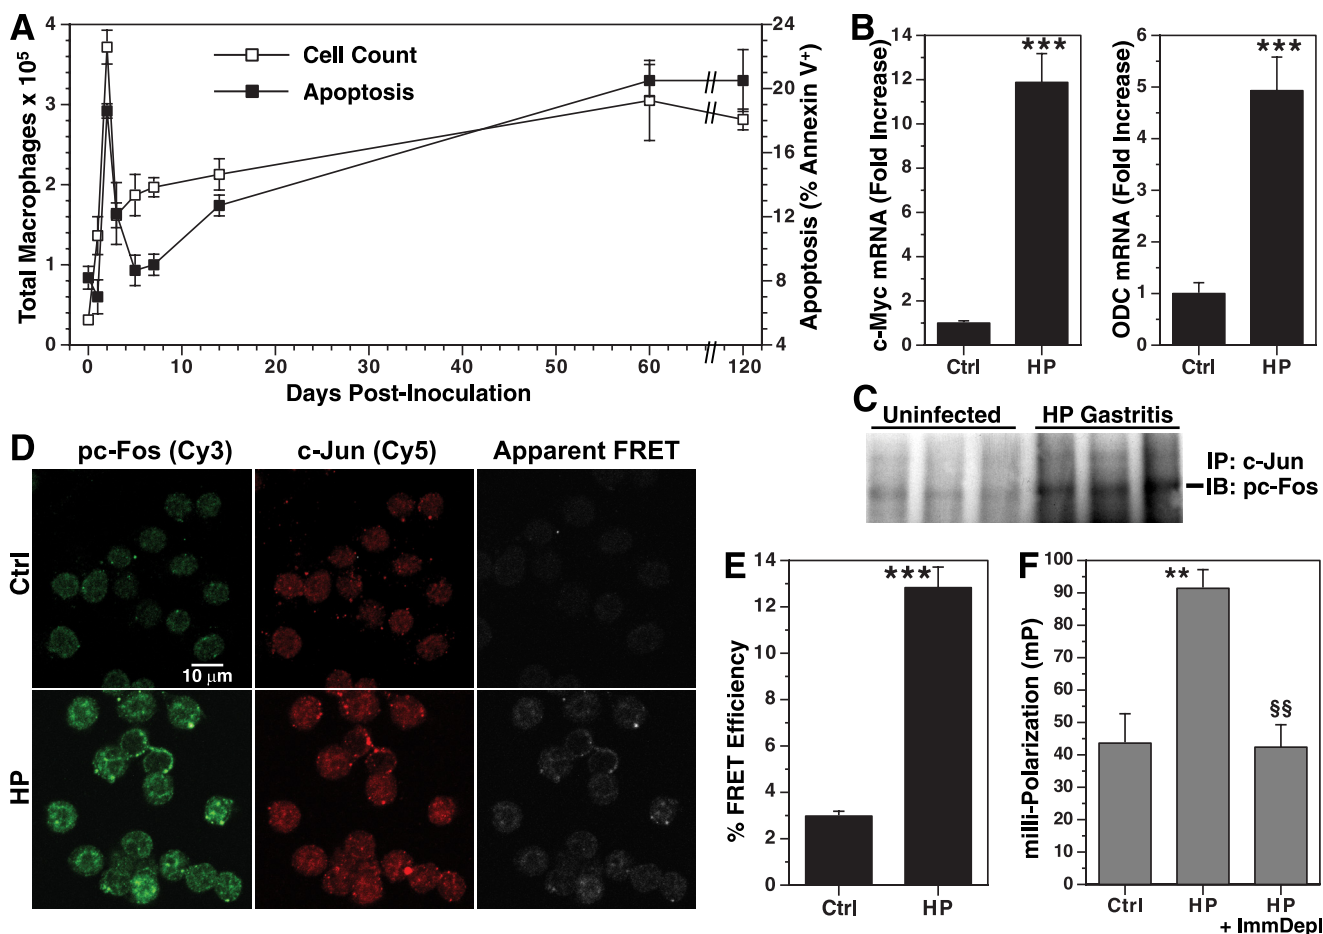 A
Total Macrophages x 10⁵
4
3
2
1
0
Cell Count
Apoptosis
24
20
16
12
8
4
Apoptosis (% Annexin V⁺)
0 10 20 30 40 50 60 120
Days Post-Inoculation
B
c-Myc mRNA (Fold Increase)
14
12
10
8
6
4
2
0
***
Ctrl HP
ODC mRNA (Fold Increase)
6
5
4
3
2
1
0
***
Ctrl HP
C
Uninfected HP Gastritis
IP: c-Jun
IB: pc-Fos
D
pc-Fos (Cy3) c-Jun (Cy5) Apparent FRET
Ctrl
10 µm
HP
E
% FRET Efficiency
14
12
10
8
6
4
2
0
***
Ctrl HP
F
milli-Polarization (mP)
100
90
80
70
60
50
40
30
20
10
0
**
§§
Ctrl HP HP
+ ImmDepl